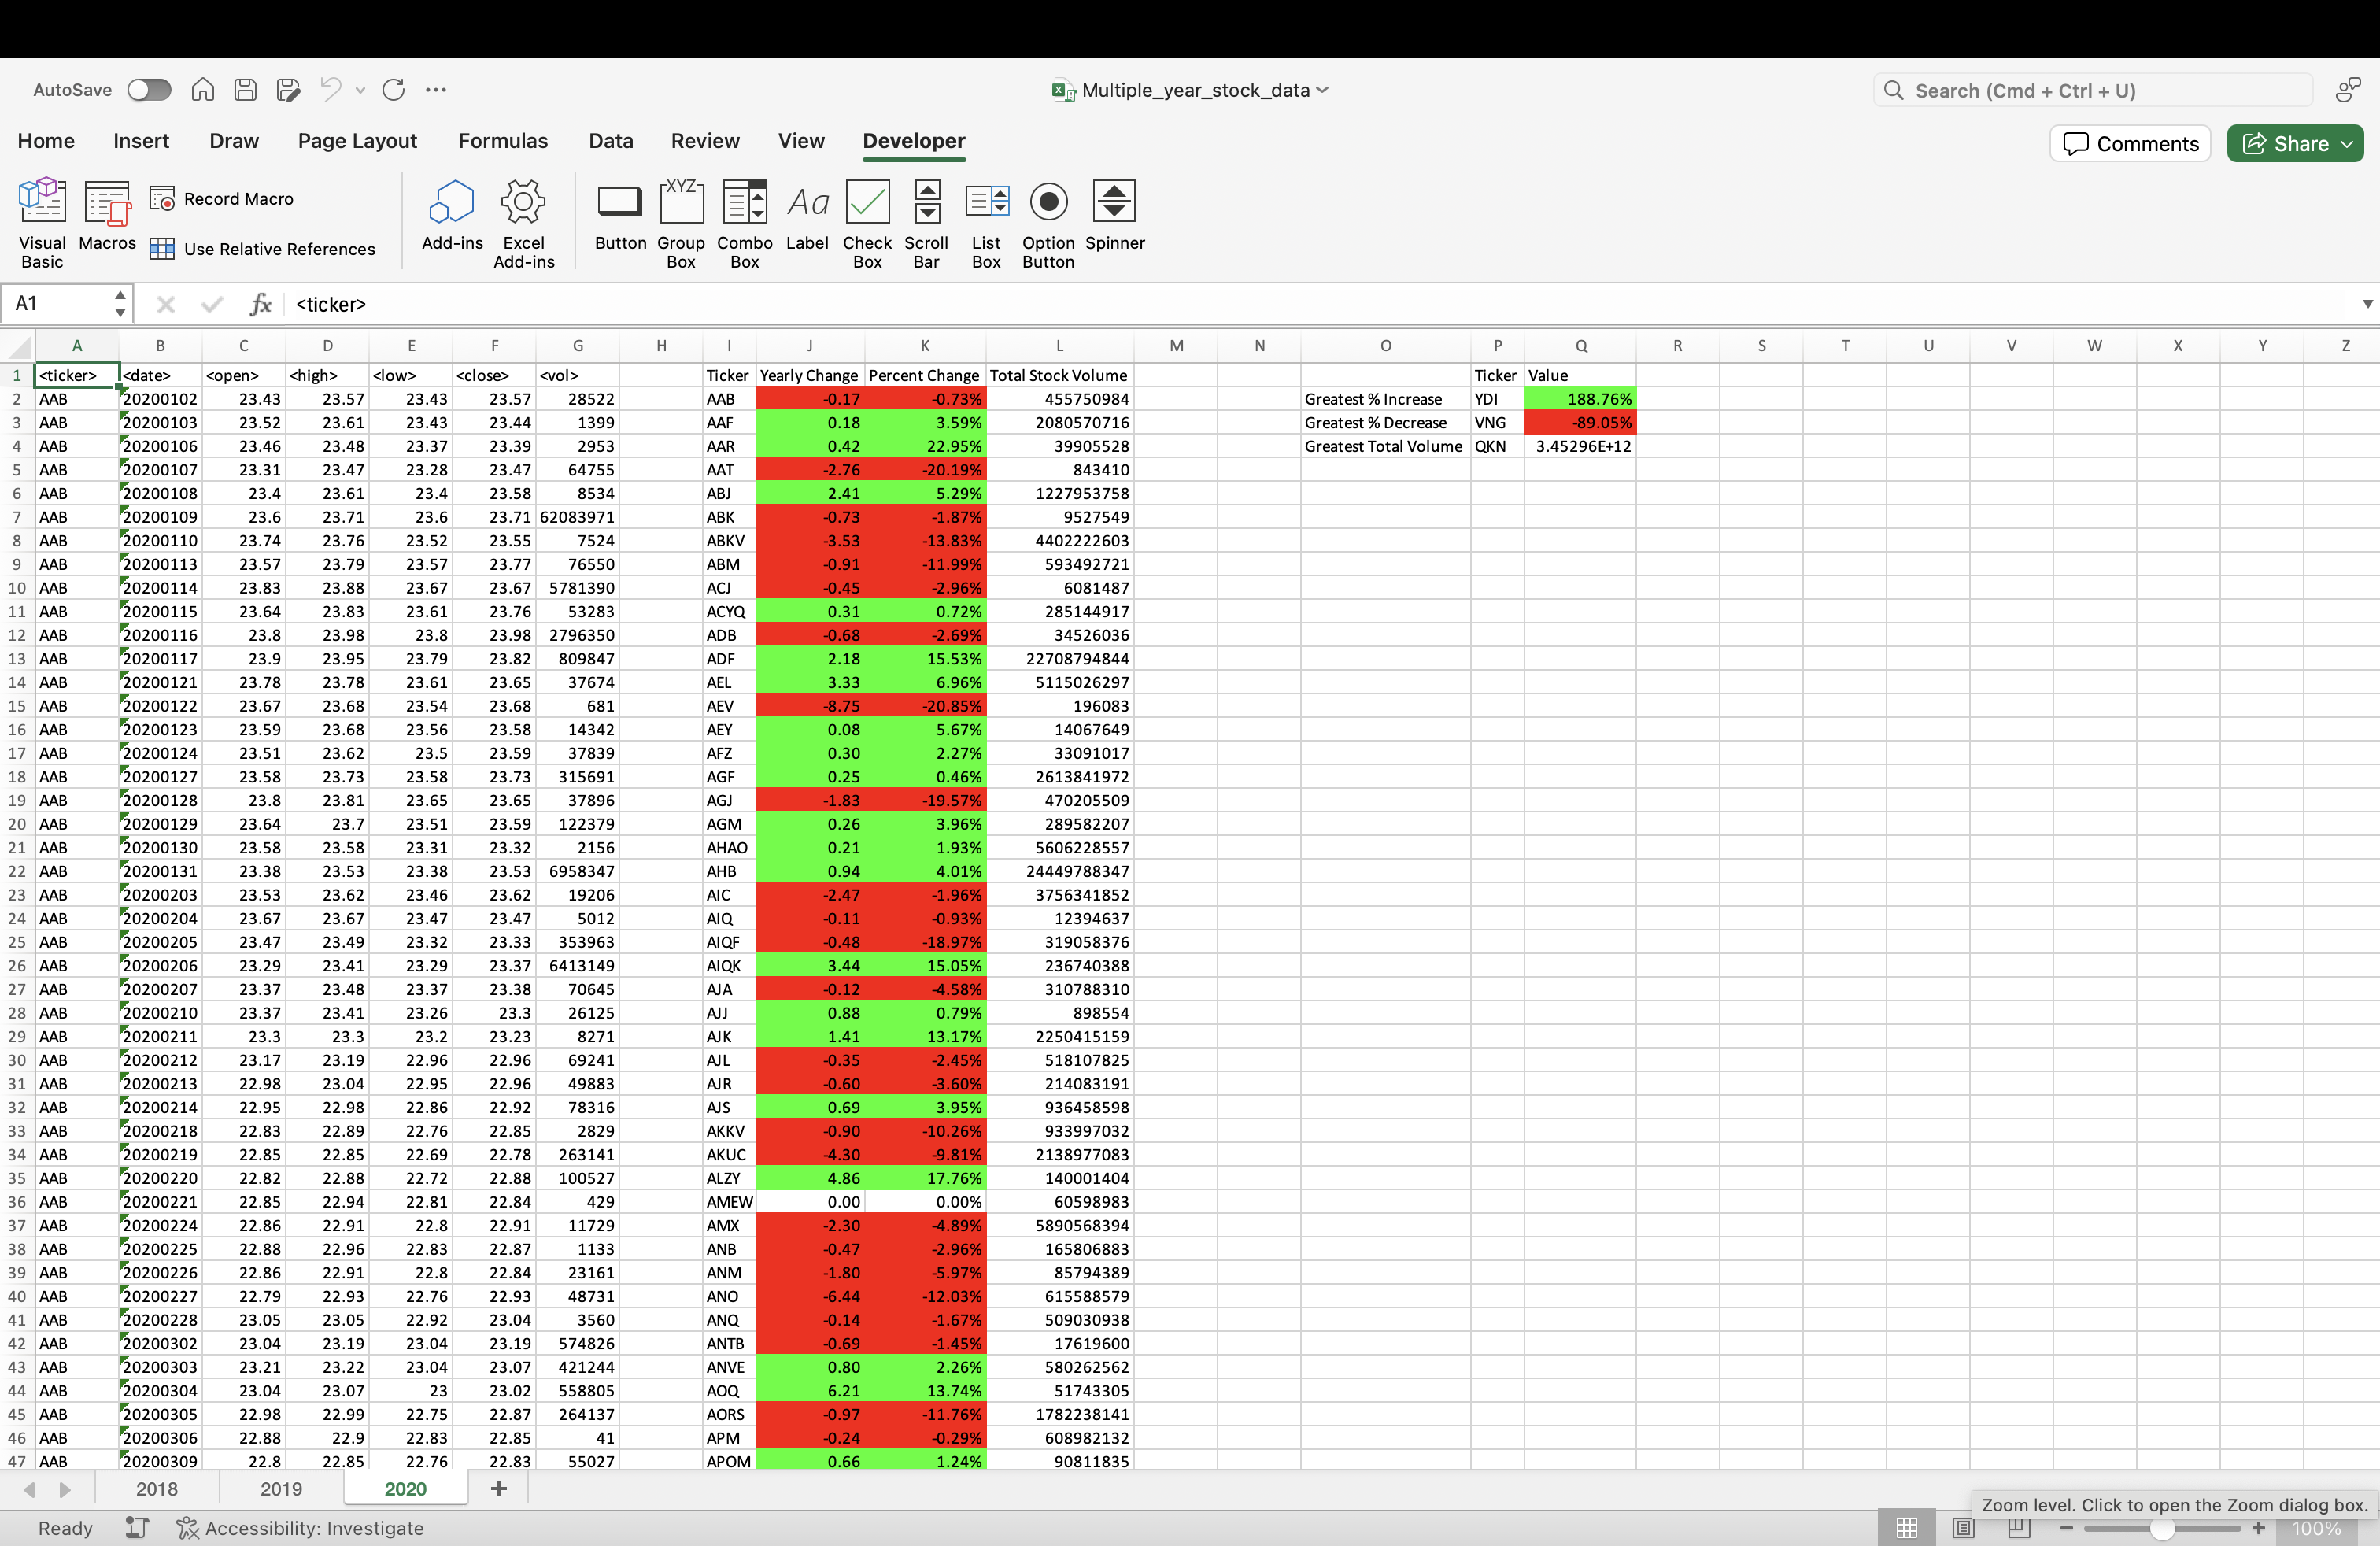 AutoSave Multiple_year_stock_data Search (Cmd + Ctrl + U)
Home Insert Draw Page Layout Formulas Data Review View Developer Comments Share
Visual Basic Macros Record Macro Use Relative References Add-ins Excel Add-ins Button XYZ Group Box Combo Box Aa Label Check Box Scroll Bar List Box Option Button Spinner
A1 fx <ticker>
A B C D E F G H I J K L M N O P Q R S T U V W X Y Z
1 <ticker> <date> <open> <high> <low> <close> <vol> Ticker Yearly Change Percent Change Total Stock Volume Ticker Value
2 AAB 20200102 23.43 23.57 23.43 23.57 28522 AAB -0.17 -0.73% 455750984 Greatest % Increase YDI 188.76%
3 AAB 20200103 23.52 23.61 23.43 23.44 1399 AAF 0.18 3.59% 2080570716 Greatest % Decrease VNG -89.05%
4 AAB 20200106 23.46 23.48 23.37 23.39 2953 AAR 0.42 22.95% 39905528 Greatest Total Volume QKN 3.45296E+12
5 AAB 20200107 23.31 23.47 23.28 23.47 64755 AAT -2.76 -20.19% 843410
6 AAB 20200108 23.4 23.61 23.4 23.58 8534 ABJ 2.41 5.29% 1227953758
7 AAB 20200109 23.6 23.71 23.6 23.71 62083971 ABK -0.73 -1.87% 9527549
8 AAB 20200110 23.74 23.76 23.52 23.55 7524 ABKV -3.53 -13.83% 4402222603
9 AAB 20200113 23.57 23.79 23.57 23.77 76550 ABM -0.91 -11.99% 593492721
10 AAB 20200114 23.83 23.88 23.67 23.67 5781390 ACJ -0.45 -2.96% 6081487
11 AAB 20200115 23.64 23.83 23.61 23.76 53283 ACYQ 0.31 0.72% 285144917
12 AAB 20200116 23.8 23.98 23.8 23.98 2796350 ADB -0.68 -2.69% 34526036
13 AAB 20200117 23.9 23.95 23.79 23.82 809847 ADF 2.18 15.53% 22708794844
14 AAB 20200121 23.78 23.78 23.61 23.65 37674 AEL 3.33 6.96% 5115026297
15 AAB 20200122 23.67 23.68 23.54 23.68 681 AEV -8.75 -20.85% 196083
16 AAB 20200123 23.59 23.68 23.56 23.58 14342 AEY 0.08 5.67% 14067649
17 AAB 20200124 23.51 23.62 23.5 23.59 37839 AFZ 0.30 2.27% 33091017
18 AAB 20200127 23.58 23.73 23.58 23.73 315691 AGF 0.25 0.46% 2613841972
19 AAB 20200128 23.8 23.81 23.65 23.65 37896 AGJ -1.83 -19.57% 470205509
20 AAB 20200129 23.64 23.7 23.51 23.59 122379 AGM 0.26 3.96% 289582207
21 AAB 20200130 23.58 23.58 23.31 23.32 2156 AHAO 0.21 1.93% 5606228557
22 AAB 20200131 23.38 23.53 23.38 23.53 6958347 AHB 0.94 4.01% 24449788347
23 AAB 20200203 23.53 23.62 23.46 23.62 19206 AIC -2.47 -1.96% 3756341852
24 AAB 20200204 23.67 23.67 23.47 23.47 5012 AIQ -0.11 -0.93% 12394637
25 AAB 20200205 23.47 23.49 23.32 23.33 353963 AIQF -0.48 -18.97% 319058376
26 AAB 20200206 23.29 23.41 23.29 23.37 6413149 AIQK 3.44 15.05% 236740388
27 AAB 20200207 23.37 23.48 23.37 23.38 70645 AJA -0.12 -4.58% 310788310
28 AAB 20200210 23.37 23.41 23.26 23.3 26125 AJJ 0.88 0.79% 898554
29 AAB 20200211 23.3 23.3 23.2 23.23 8271 AJK 1.41 13.17% 2250415159
30 AAB 20200212 23.17 23.19 22.96 22.96 69241 AJL -0.35 -2.45% 518107825
31 AAB 20200213 22.98 23.04 22.95 22.96 49883 AJR -0.60 -3.60% 214083191
32 AAB 20200214 22.95 22.98 22.86 22.92 78316 AJS 0.69 3.95% 936458598
33 AAB 20200218 22.83 22.89 22.76 22.85 2829 AKKV -0.90 -10.26% 933997032
34 AAB 20200219 22.85 22.85 22.69 22.78 263141 AKUC -4.30 -9.81% 2138977083
35 AAB 20200220 22.82 22.88 22.72 22.88 100527 ALZY 4.86 17.76% 140001404
36 AAB 20200221 22.85 22.94 22.81 22.84 429 AMEW 0.00 0.00% 60598983
37 AAB 20200224 22.86 22.91 22.8 22.91 11729 AMX -2.30 -4.89% 5890568394
38 AAB 20200225 22.88 22.96 22.83 22.87 1133 ANB -0.47 -2.96% 165806883
39 AAB 20200226 22.86 22.91 22.8 22.84 23161 ANM -1.80 -5.97% 85794389
40 AAB 20200227 22.79 22.93 22.76 22.93 48731 ANO -6.44 -12.03% 615588579
41 AAB 20200228 23.05 23.05 22.92 23.04 3560 ANQ -0.14 -1.67% 509030938
42 AAB 20200302 23.04 23.19 23.04 23.19 574826 ANTB -0.69 -1.45% 17619600
43 AAB 20200303 23.21 23.22 23.04 23.07 421244 ANVE 0.80 2.26% 580262562
44 AAB 20200304 23.04 23.07 23 23.02 558805 AOQ 6.21 13.74% 51743305
45 AAB 20200305 22.98 22.99 22.75 22.87 264137 AORS -0.97 -11.76% 1782238141
46 AAB 20200306 22.88 22.9 22.83 22.85 41 APM -0.24 -0.29% 608982132
47 AAB 20200309 22.8 22.85 22.76 22.83 55027 APOM 0.66 1.24% 90811835
2018 2019 2020 +
Zoom level. Click to open the Zoom dialog box.
Ready Accessibility: Investigate 100%